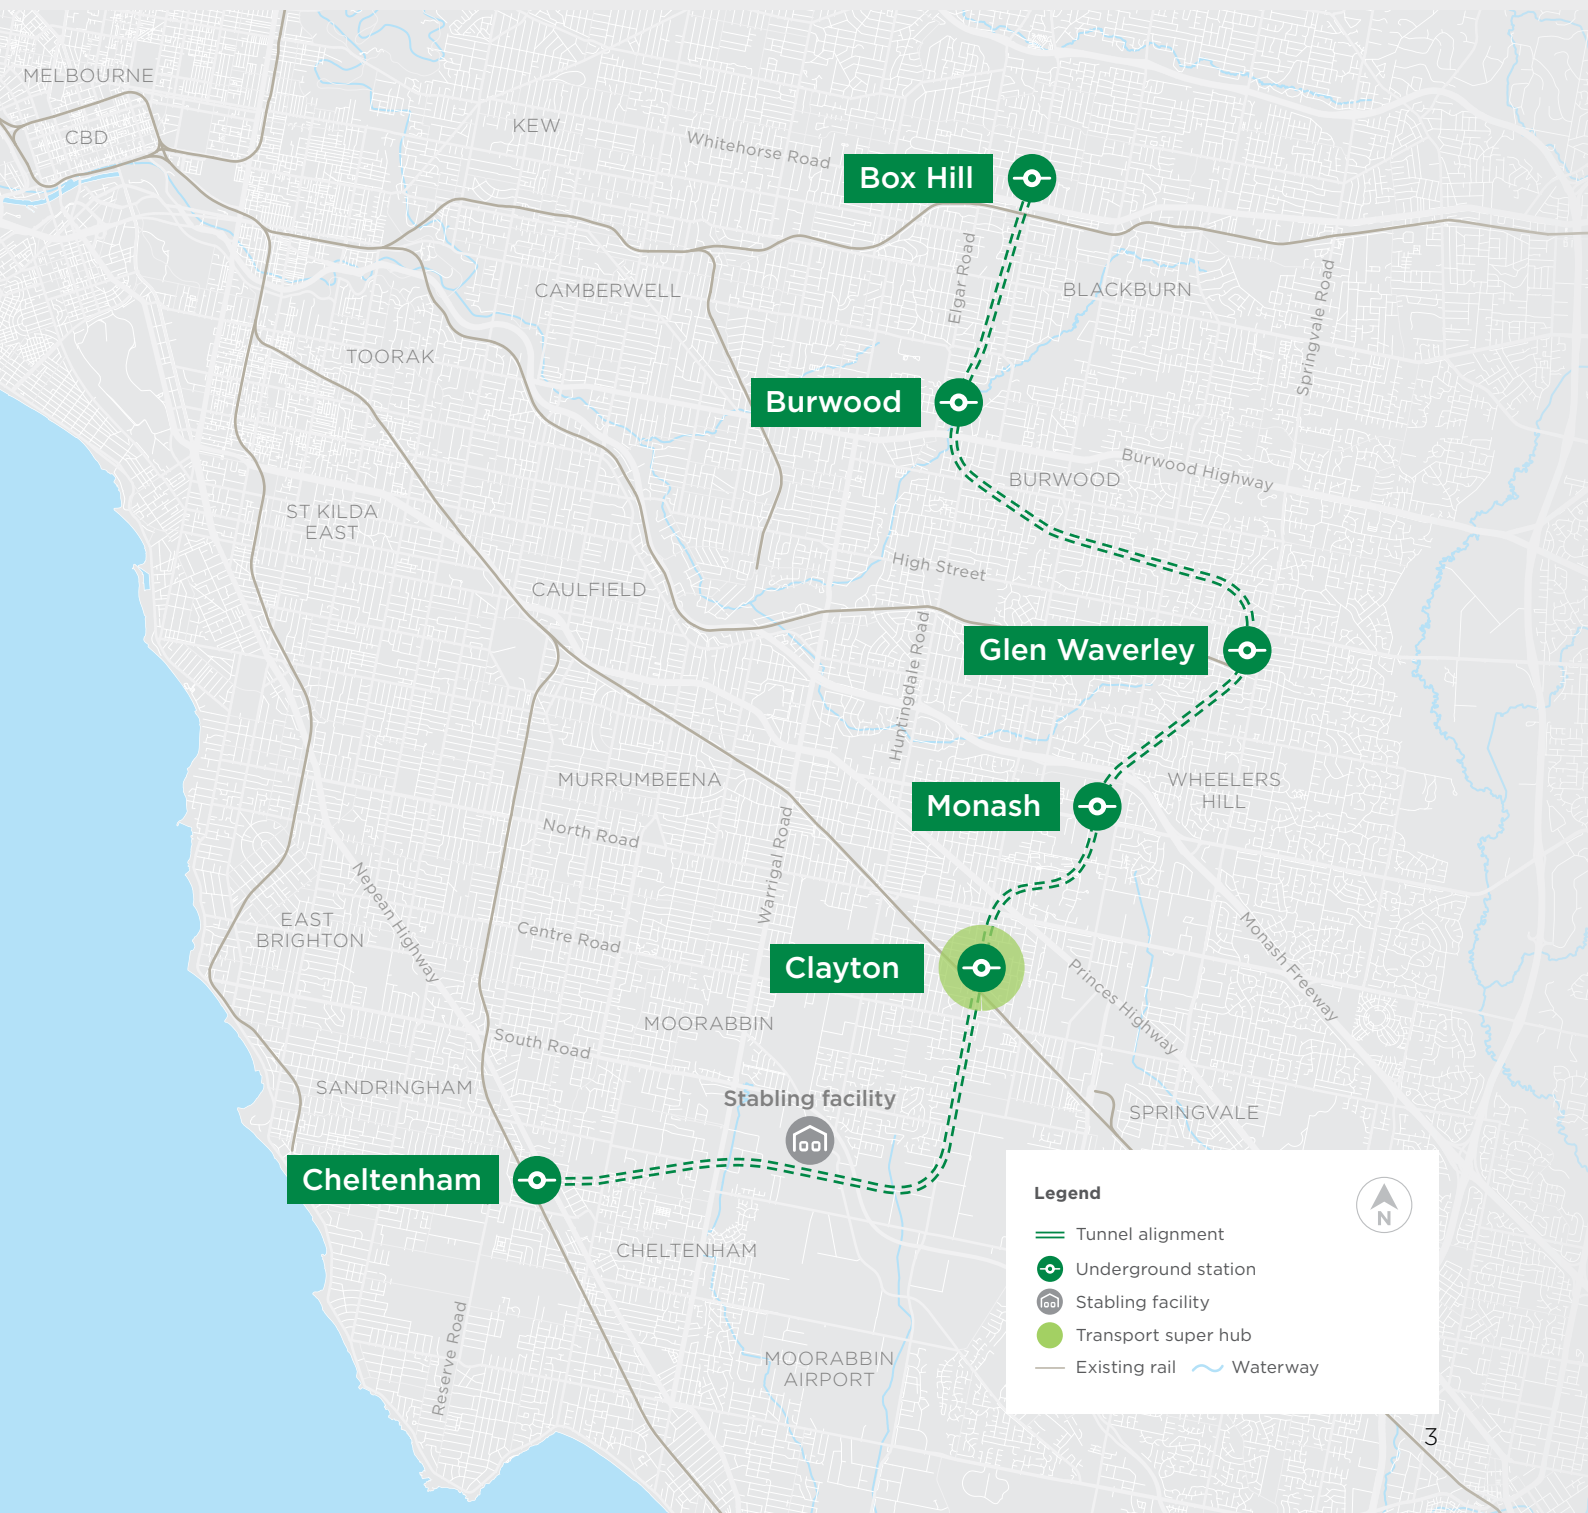 MELBOURNE
CBD
KEW
Whitehorse Road
Box Hill
Elgar Road
CAMBERWELL
BLACKBURN
Springvale Road
TOORAK
Burwood
Burwood Highway
BURWOOD
ST KILDA
EAST
High Street
CAULFIELD
Huntingdale Road
Glen Waverley
MURRUMBEENA
WHEELERS
HILL
Monash
North Road
Warrigal Road
Nepean Highway
EAST
BRIGHTON
Centre Road
Monash Freeway
Clayton
Princes Highway
MOORABBIN
South Road
SANDRINGHAM
Stabling facility
SPRINGVALE
Cheltenham
CHELTENHAM
Reserve Road
MOORABBIN
AIRPORT
Legend
N
Tunnel alignment
Underground station
Stabling facility
Transport super hub
Existing rail
Waterway
3